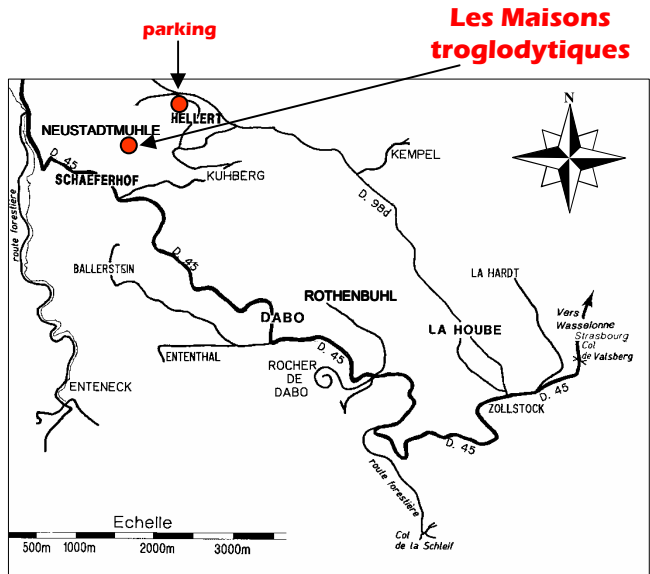 Les Maisons
troglodytiques
parking
N
HELLERT
NEUSTADTMUHLE
D. 45
SCHAEFERHOF
KUHBERG
KEMPEL
D. 98d
route forestière
D. 45
BALLERSTEIN
LA HARDT
ROTHENBUHL
DABO
LA HOUBE
Vers
Wasselonne
Strasbourg
Col
de Valsberg
ENTENTHAL
D. 45
ROCHER
DE
DABO
ENTENECK
ZOLLSTOCK
D. 45
D. 45
route forestière
Col
de la Schleif
Echelle
500m 1000m 2000m 3000m